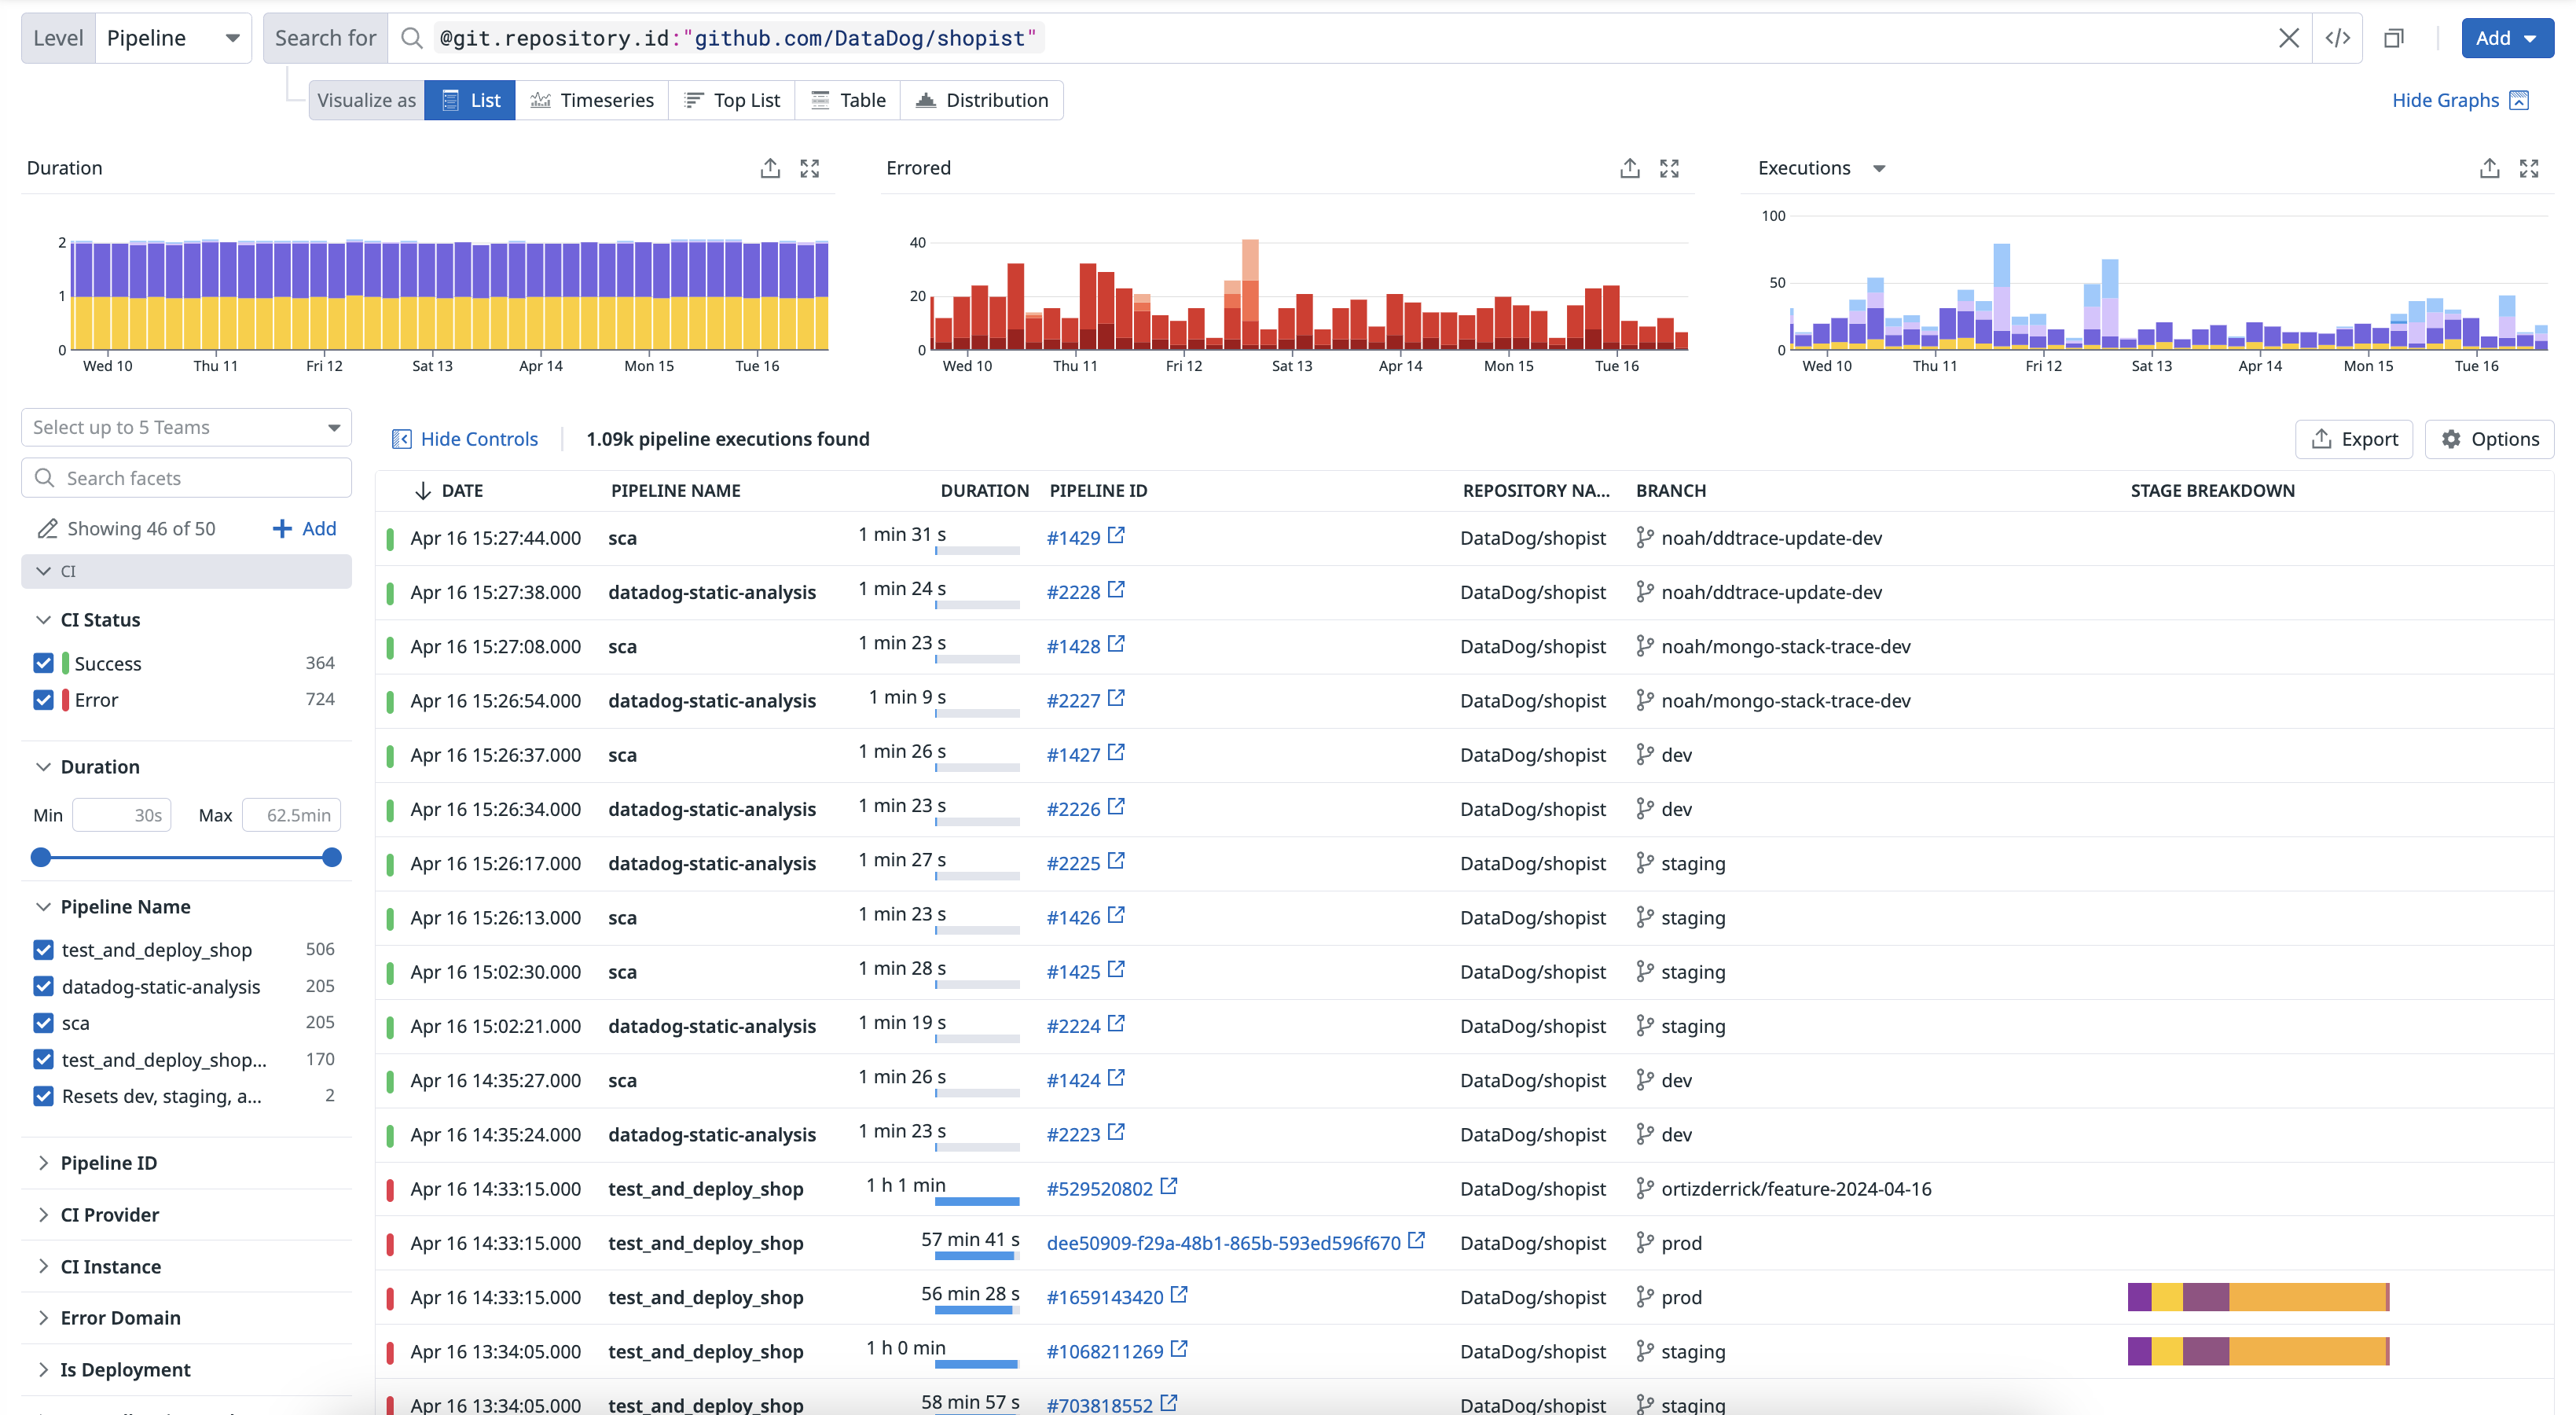 Level Pipeline Search for @git.repository.id:"github.com/DataDog/shopist" </> Add
Visualize as List Timeseries Top List Table Distribution Hide Graphs
Duration
2
1
0
Wed 10 Thu 11 Fri 12 Sat 13 Apr 14 Mon 15 Tue 16
Errored
40
20
0
Wed 10 Thu 11 Fri 12 Sat 13 Apr 14 Mon 15 Tue 16
Executions
100
50
0
Wed 10 Thu 11 Fri 12 Sat 13 Apr 14 Mon 15 Tue 16
Select up to 5 Teams
Search facets
Showing 46 of 50 Add
CI
CI Status
Success 364
Error 724
Duration
Min 30s Max 62.5min
Pipeline Name
test_and_deploy_shop 506
datadog-static-analysis 205
sca 205
test_and_deploy_shop... 170
Resets dev, staging, a... 2
Pipeline ID
CI Provider
CI Instance
Error Domain
Is Deployment
Hide Controls 1.09k pipeline executions found Export Options
DATE PIPELINE NAME DURATION PIPELINE ID REPOSITORY NA... BRANCH STAGE BREAKDOWN
Apr 16 15:27:44.000 sca 1 min 31 s #1429 DataDog/shopist noah/ddtrace-update-dev
Apr 16 15:27:38.000 datadog-static-analysis 1 min 24 s #2228 DataDog/shopist noah/ddtrace-update-dev
Apr 16 15:27:08.000 sca 1 min 23 s #1428 DataDog/shopist noah/mongo-stack-trace-dev
Apr 16 15:26:54.000 datadog-static-analysis 1 min 9 s #2227 DataDog/shopist noah/mongo-stack-trace-dev
Apr 16 15:26:37.000 sca 1 min 26 s #1427 DataDog/shopist dev
Apr 16 15:26:34.000 datadog-static-analysis 1 min 23 s #2226 DataDog/shopist dev
Apr 16 15:26:17.000 datadog-static-analysis 1 min 27 s #2225 DataDog/shopist staging
Apr 16 15:26:13.000 sca 1 min 23 s #1426 DataDog/shopist staging
Apr 16 15:02:30.000 sca 1 min 28 s #1425 DataDog/shopist staging
Apr 16 15:02:21.000 datadog-static-analysis 1 min 19 s #2224 DataDog/shopist staging
Apr 16 14:35:27.000 sca 1 min 26 s #1424 DataDog/shopist dev
Apr 16 14:35:24.000 datadog-static-analysis 1 min 23 s #2223 DataDog/shopist dev
Apr 16 14:33:15.000 test_and_deploy_shop 1 h 1 min #529520802 DataDog/shopist ortizderrick/feature-2024-04-16
Apr 16 14:33:15.000 test_and_deploy_shop 57 min 41 s dee50909-f29a-48b1-865b-593ed596f670 DataDog/shopist prod
Apr 16 14:33:15.000 test_and_deploy_shop 56 min 28 s #1659143420 DataDog/shopist prod
Apr 16 13:34:05.000 test_and_deploy_shop 1 h 0 min #1068211269 DataDog/shopist staging
Apr 16 13:34:05.000 test_and_deploy_shop 58 min 57 s #703818552 DataDog/shopist staging